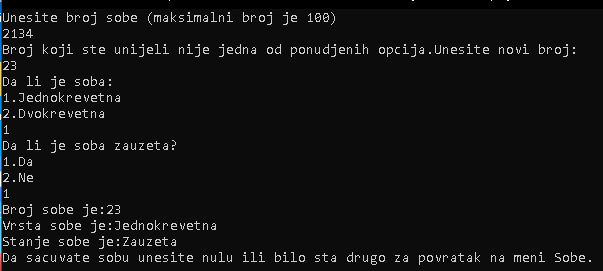 Unesite broj sobe (maksimalni broj je 100)
2134
Broj koji ste unijeli nije jedna od ponudjenih opcija.Unesite novi broj:
23
Da li je soba:
1.Jednokrevetna
2.Dvokrevetna
1
Da li je soba zauzeta?
1.Da
2.Ne
1
Broj sobe je:23
Vrsta sobe je:Jednokrevetna
Stanje sobe je:Zauzeta
Da sacuvate sobu unesite nulu ili bilo sta drugo za povratak na meni Sobe.